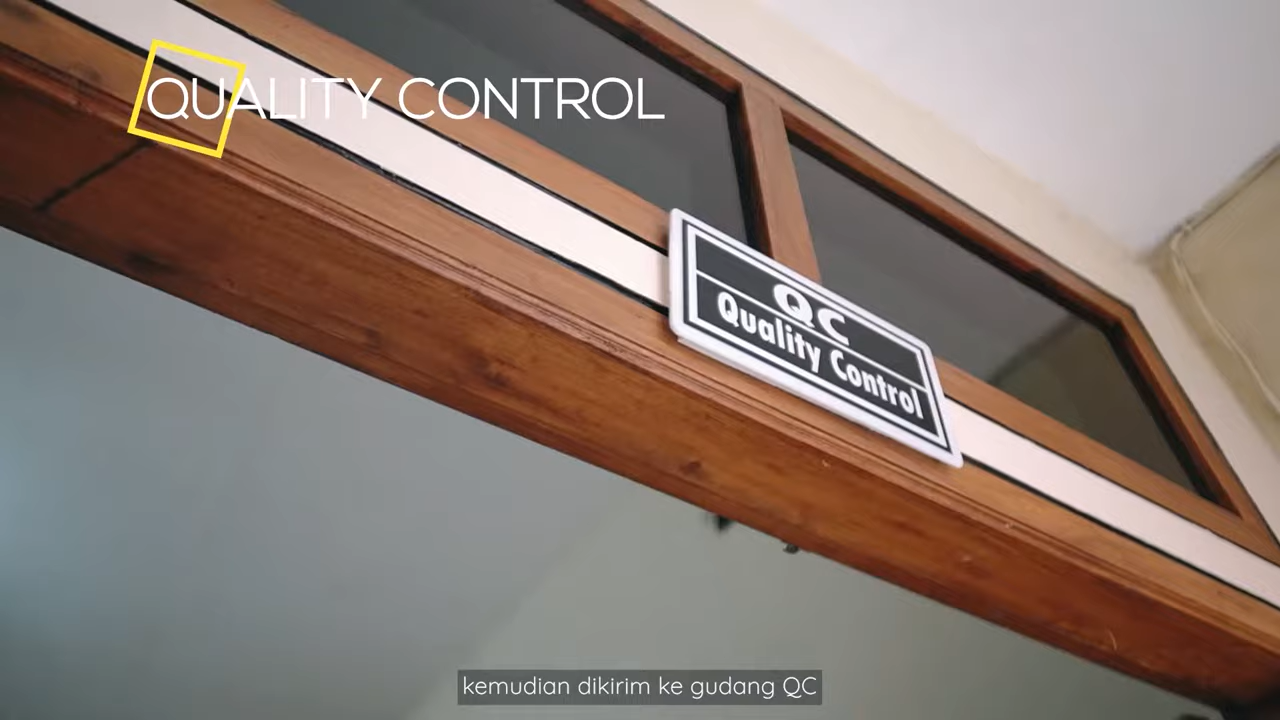 QUALITY CONTROL
QC
Quality Control
kemudian dikirim ke gudang QC